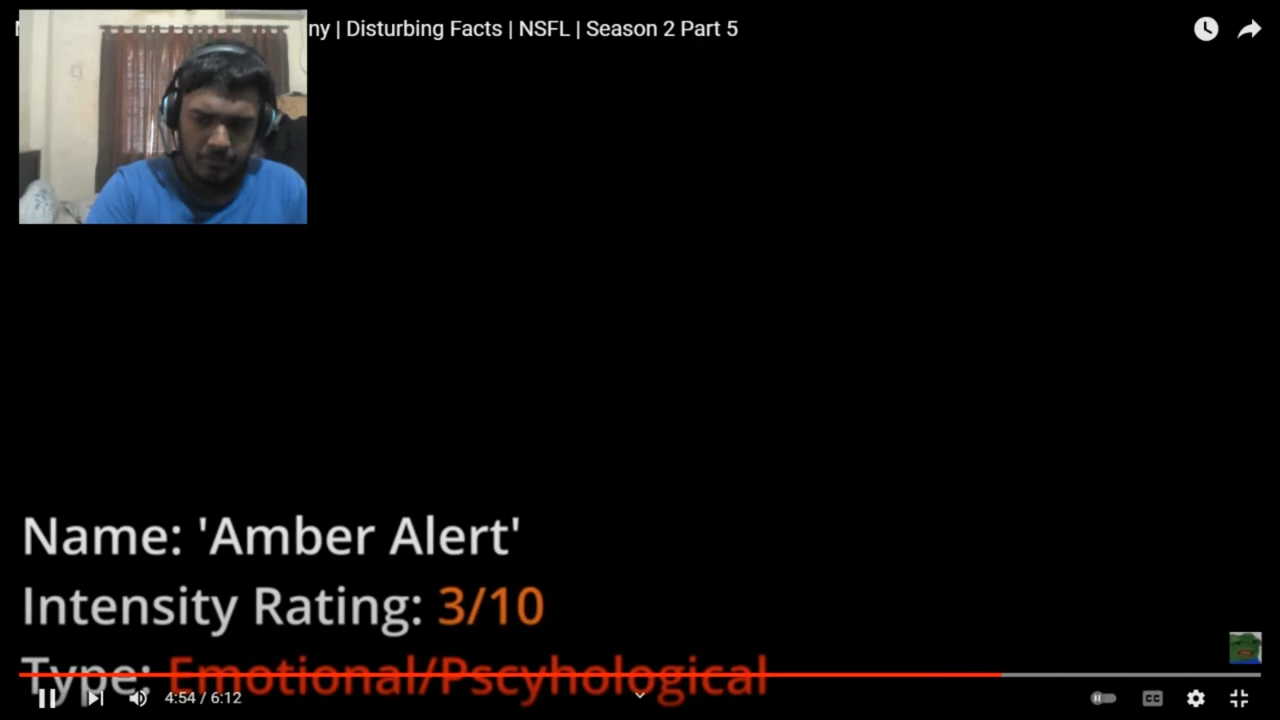 ny | Disturbing Facts | NSFL | Season 2 Part 5
Name: 'Amber Alert'
Intensity Rating: 3/10
Type: Emotional/Pscyhological
4:54 / 6:12
CC